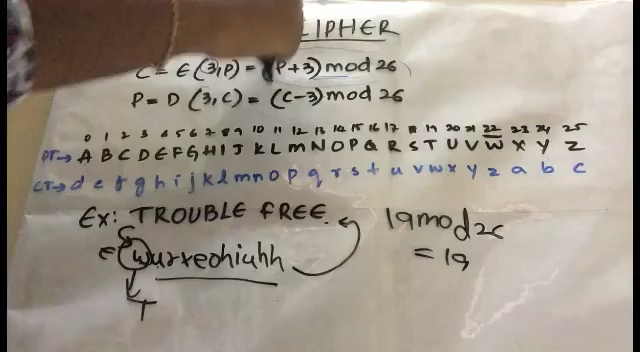 CIPHER
C = E (3,P) = (P+3) mod 26
P = D (3,C) = (C-3) mod 26
0 1 2 3 4 5 6 7 8 9 10 11 12 13 14 15 16 17 18 19 20 21 22 23 24 25
PT→ A B C D E F G H I J K L M N O P Q R S T U V W X Y Z
CT→ d e f g h i j k l m n o p q r s t u v w x y z a b c
Ex: TROUBLE FREE.
wurxeohiuhh
T
19 mod 26
= 19